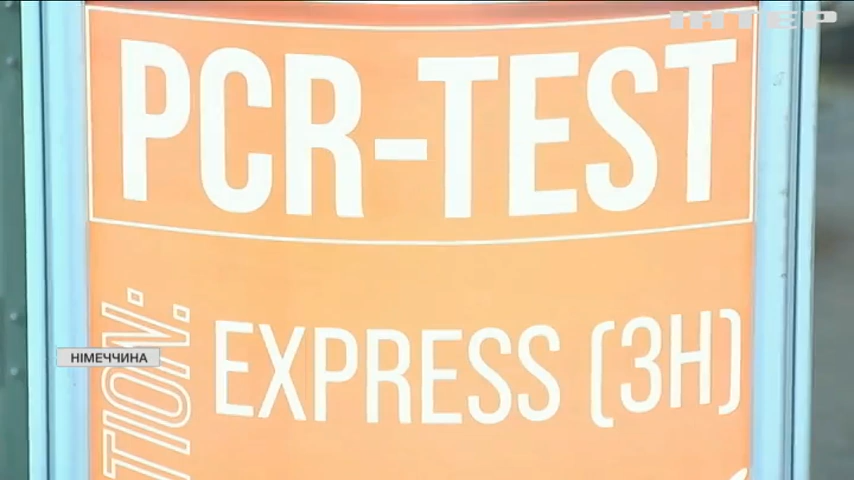 ІНТЕР
PCR-TEST
EXPRESS (3H)
TION:
НІМЕЧЧИНА